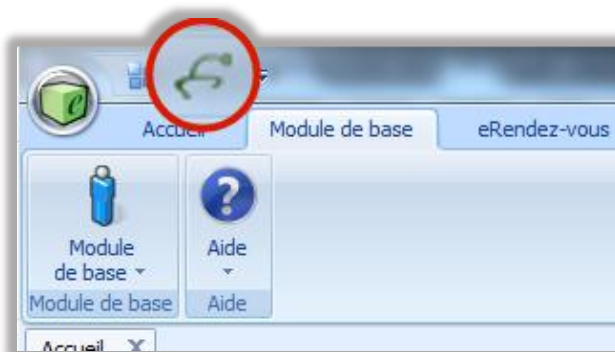 Accueil
Module de base
eRendez-vous
Module
de base
Aide
Module de base
Aide
Accueil X